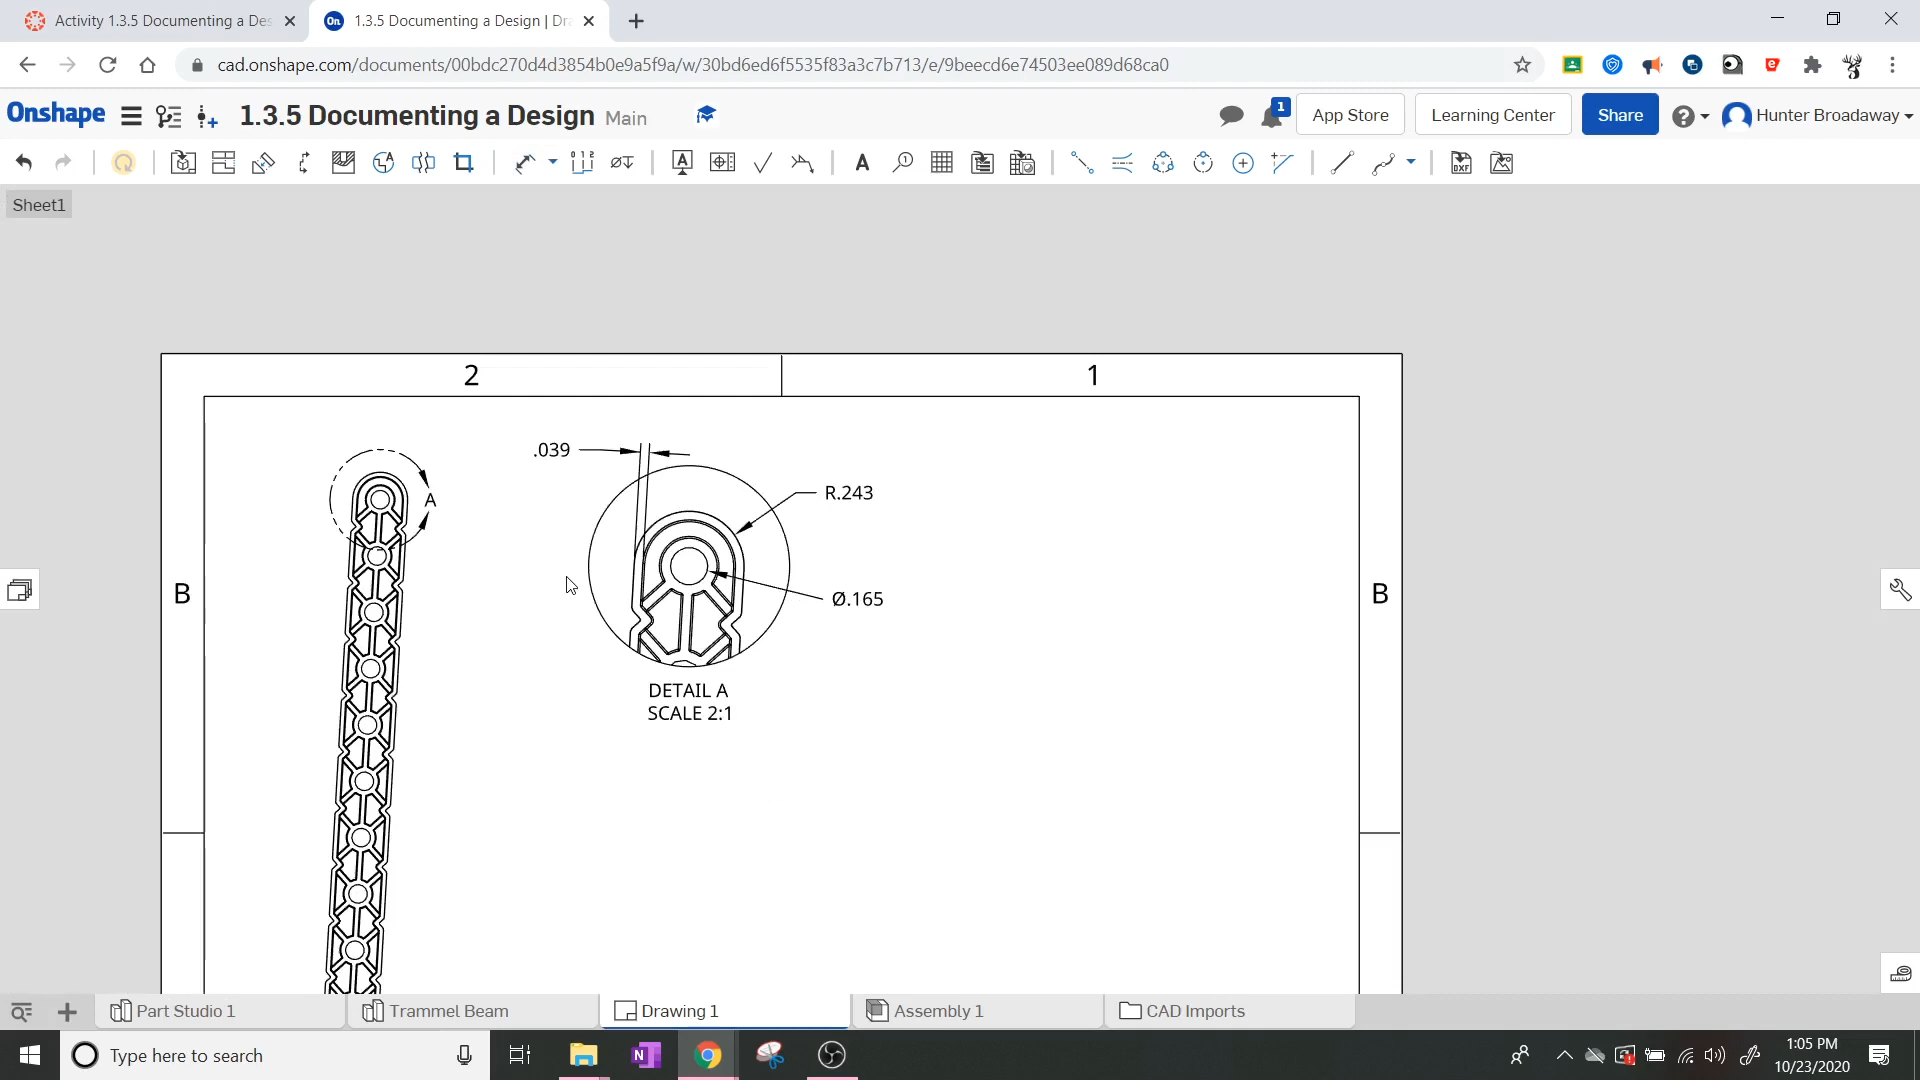 Activity 1.3.5 Documenting a Des
On 1.3.5 Documenting a Design | Dra
cad.onshape.com/documents/00bdc270d4d3854b0e9a5f9a/w/30bd6ed6f5535f83a3c7b713/e/9beecd6e74503ee089d68ca0
Onshape 1.3.5 Documenting a Design Main 1 App Store Learning Center Share Hunter Broadaway
Sheet1
2 1
.039
R.243
A
B B
Ø.165
DETAIL A
SCALE 2:1
Part Studio 1 Trammel Beam Drawing 1 Assembly 1 CAD Imports
Type here to search
1:05 PM
10/23/2020